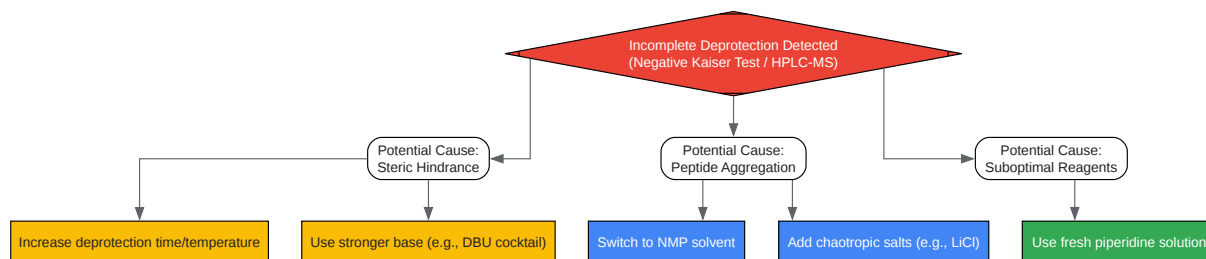 Incomplete Deprotection Detected
(Negative Kaiser Test / HPLC-MS)
Potential Cause:
Steric Hindrance
Potential Cause:
Peptide Aggregation
Potential Cause:
Suboptimal Reagents
Increase deprotection time/temperature
Use stronger base (e.g., DBU cocktail)
Switch to NMP solvent
Add chaotropic salts (e.g., LiCl)
Use fresh piperidine solution